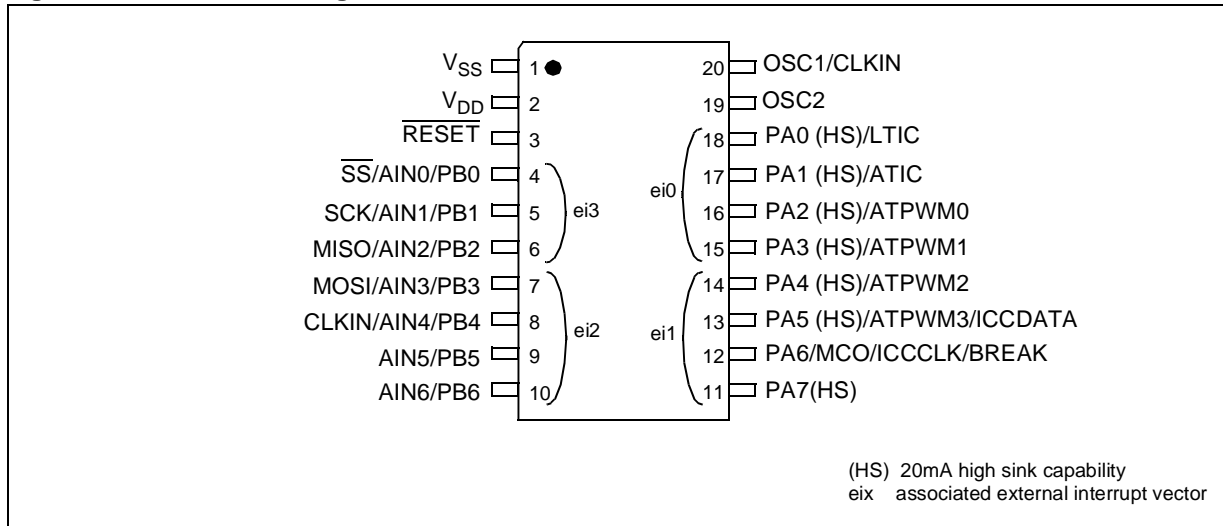 V_SS 1 20 OSC1/CLKIN
V_DD 2 19 OSC2
RESET 3 18 PA0 (HS)/LTIC
SS/AIN0/PB0 4 17 PA1 (HS)/ATIC
ei3 ei0
SCK/AIN1/PB1 5 16 PA2 (HS)/ATPWM0
MISO/AIN2/PB2 6 15 PA3 (HS)/ATPWM1
MOSI/AIN3/PB3 7 14 PA4 (HS)/ATPWM2
CLKIN/AIN4/PB4 8 13 PA5 (HS)/ATPWM3/ICCDATA
ei2 ei1
AIN5/PB5 9 12 PA6/MCO/ICCCLK/BREAK
AIN6/PB6 10 11 PA7(HS)
(HS) 20mA high sink capability
eix associated external interrupt vector